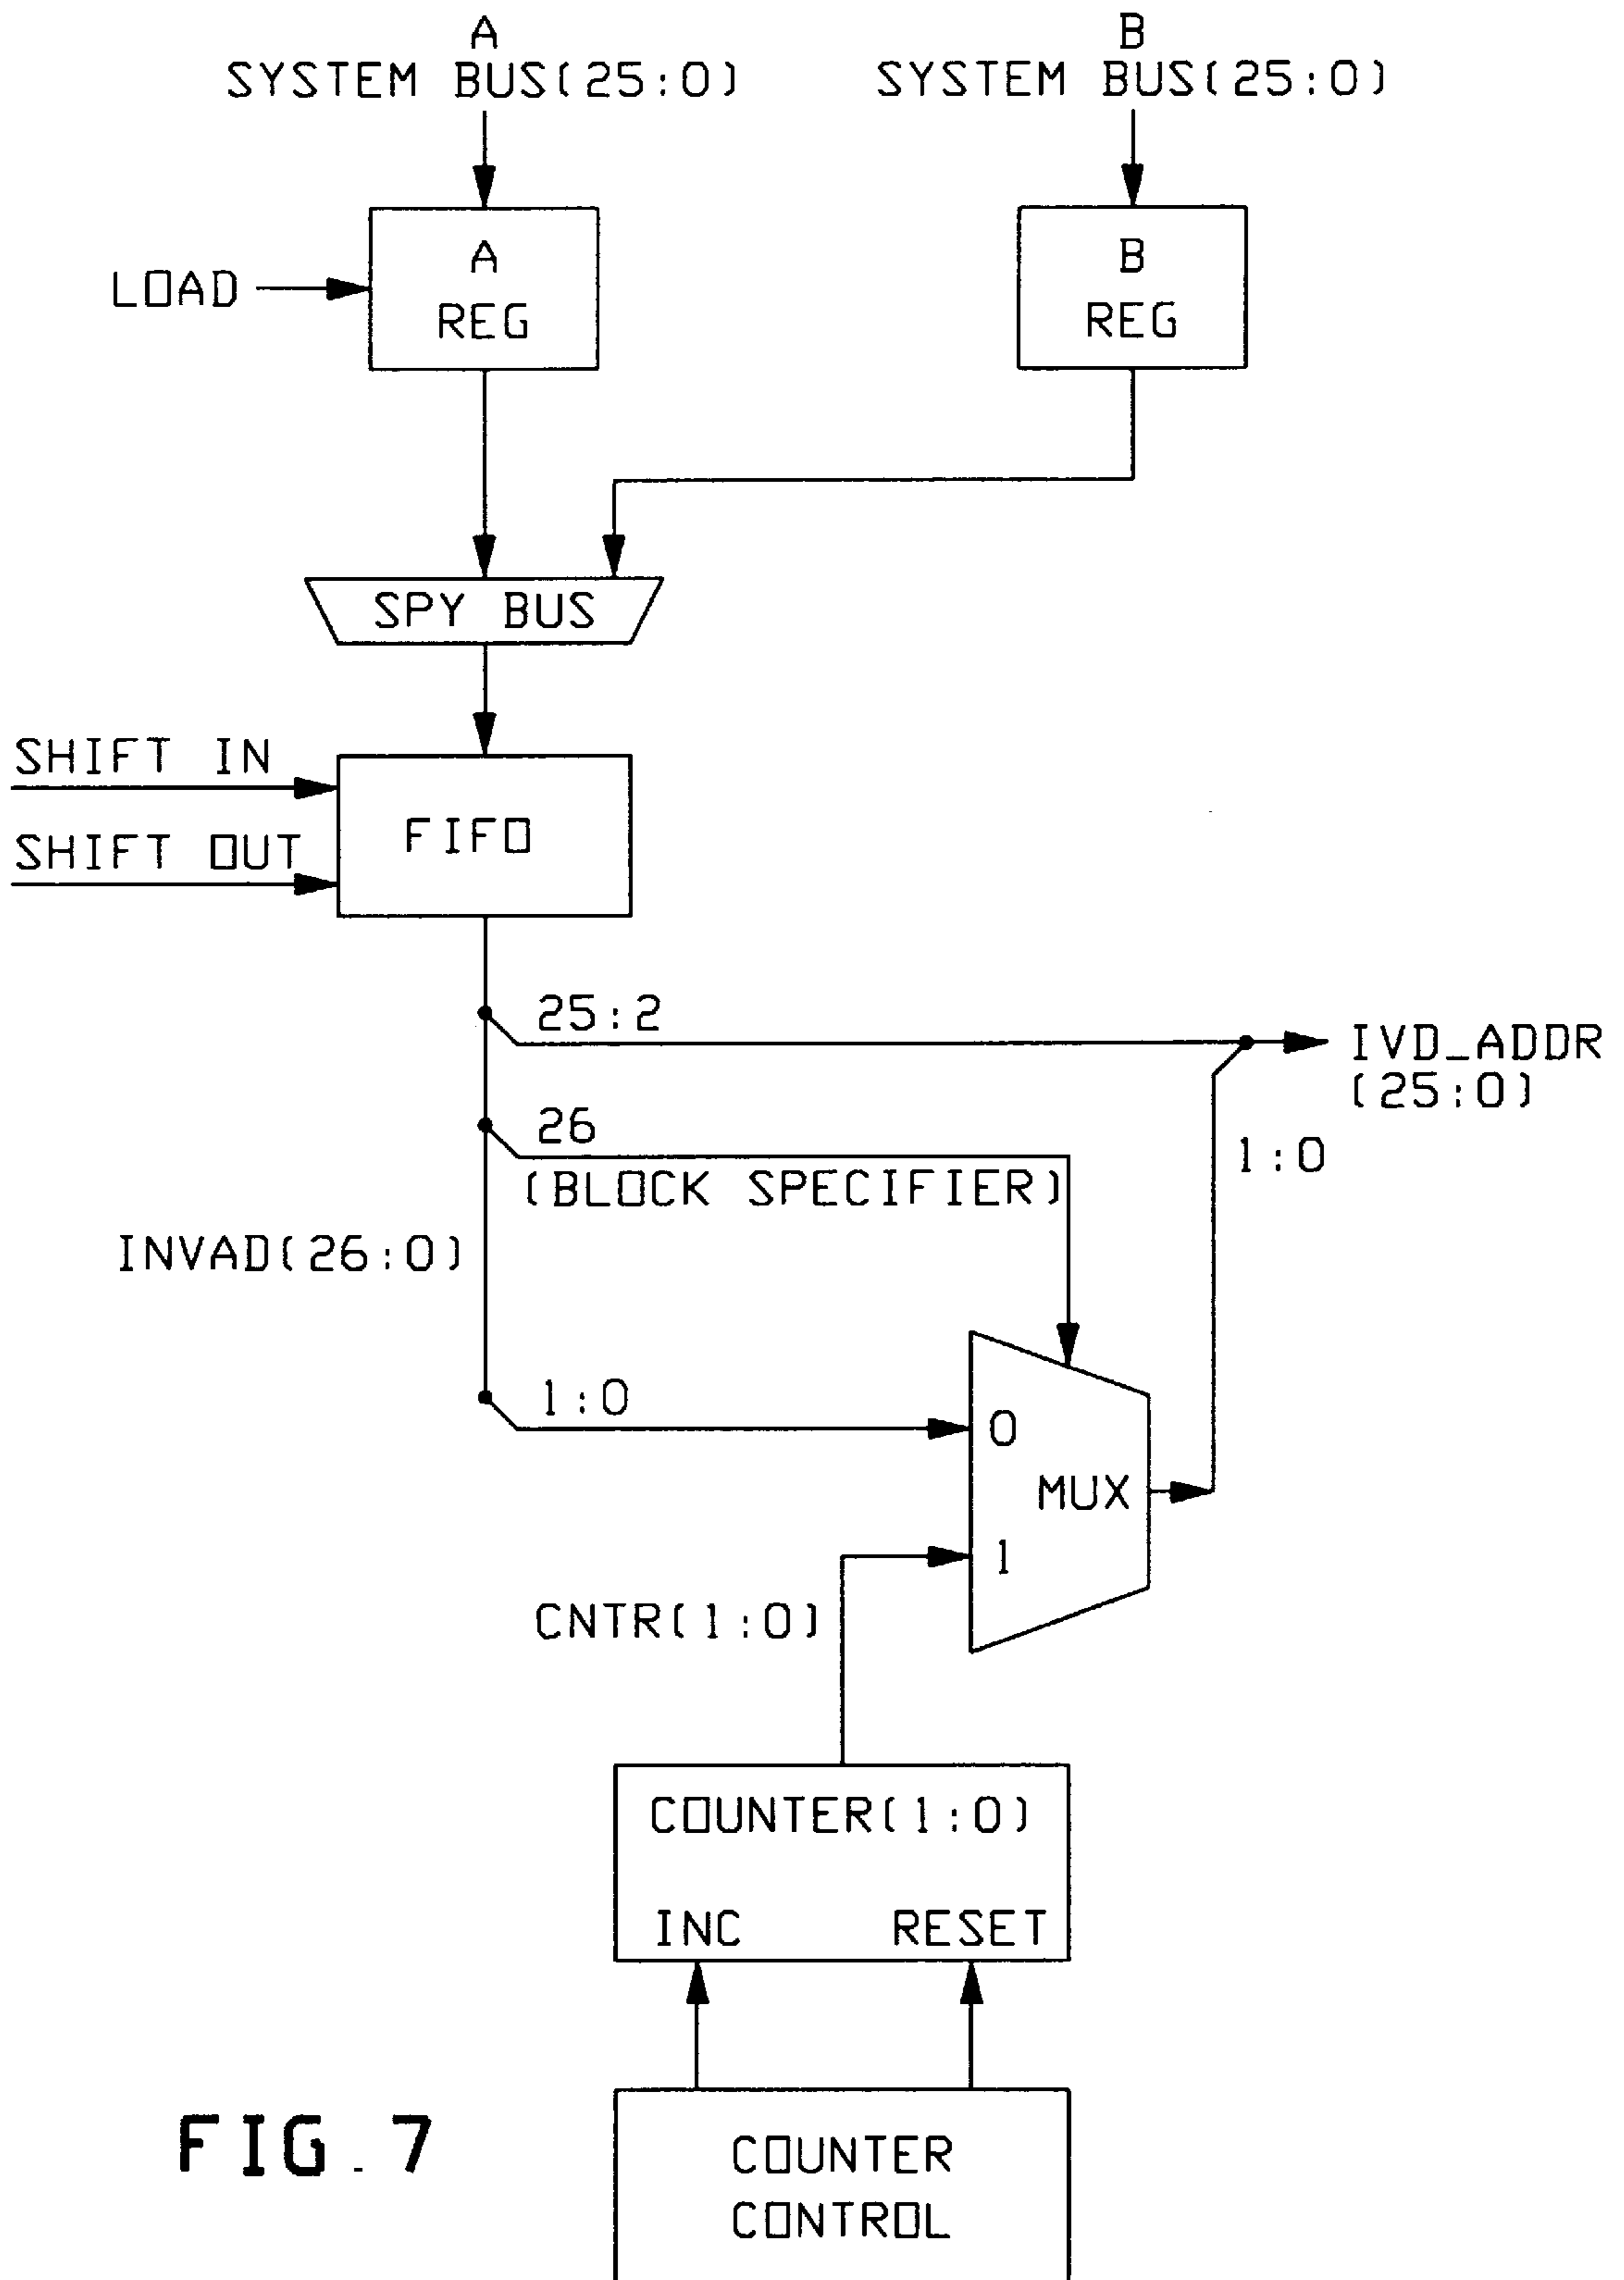 A
SYSTEM BUS(25:0)
B
SYSTEM BUS(25:0)
LOAD
A
REG
B
REG
SPY BUS
SHIFT IN
SHIFT OUT
FIFO
25:2
IVD_ADDR
(25:0)
26
(BLOCK SPECIFIER)
1:0
INVAD(26:0)
1:0
0
MUX
1
CNTR(1:0)
COUNTER(1:0)
INC RESET
COUNTER
CONTROL
FIG. 7